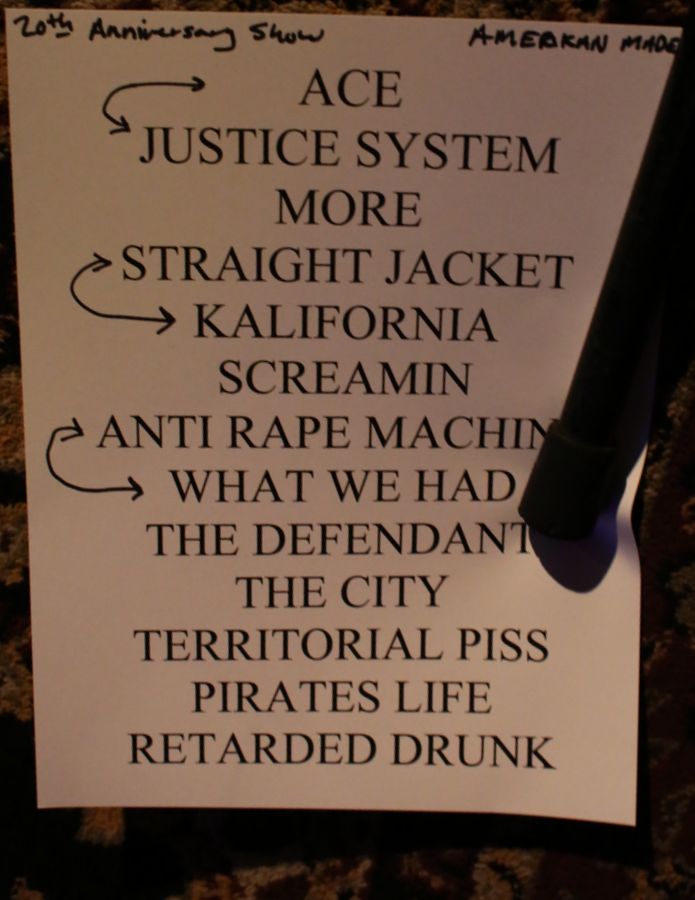 20th Anniversary Show AMERKAN MADE
ACE
JUSTICE SYSTEM
MORE
STRAIGHT JACKET
KALIFORNIA
SCREAMIN
ANTI RAPE MACHIN
WHAT WE HAD
THE DEFENDANT
THE CITY
TERRITORIAL PISS
PIRATES LIFE
RETARDED DRUNK